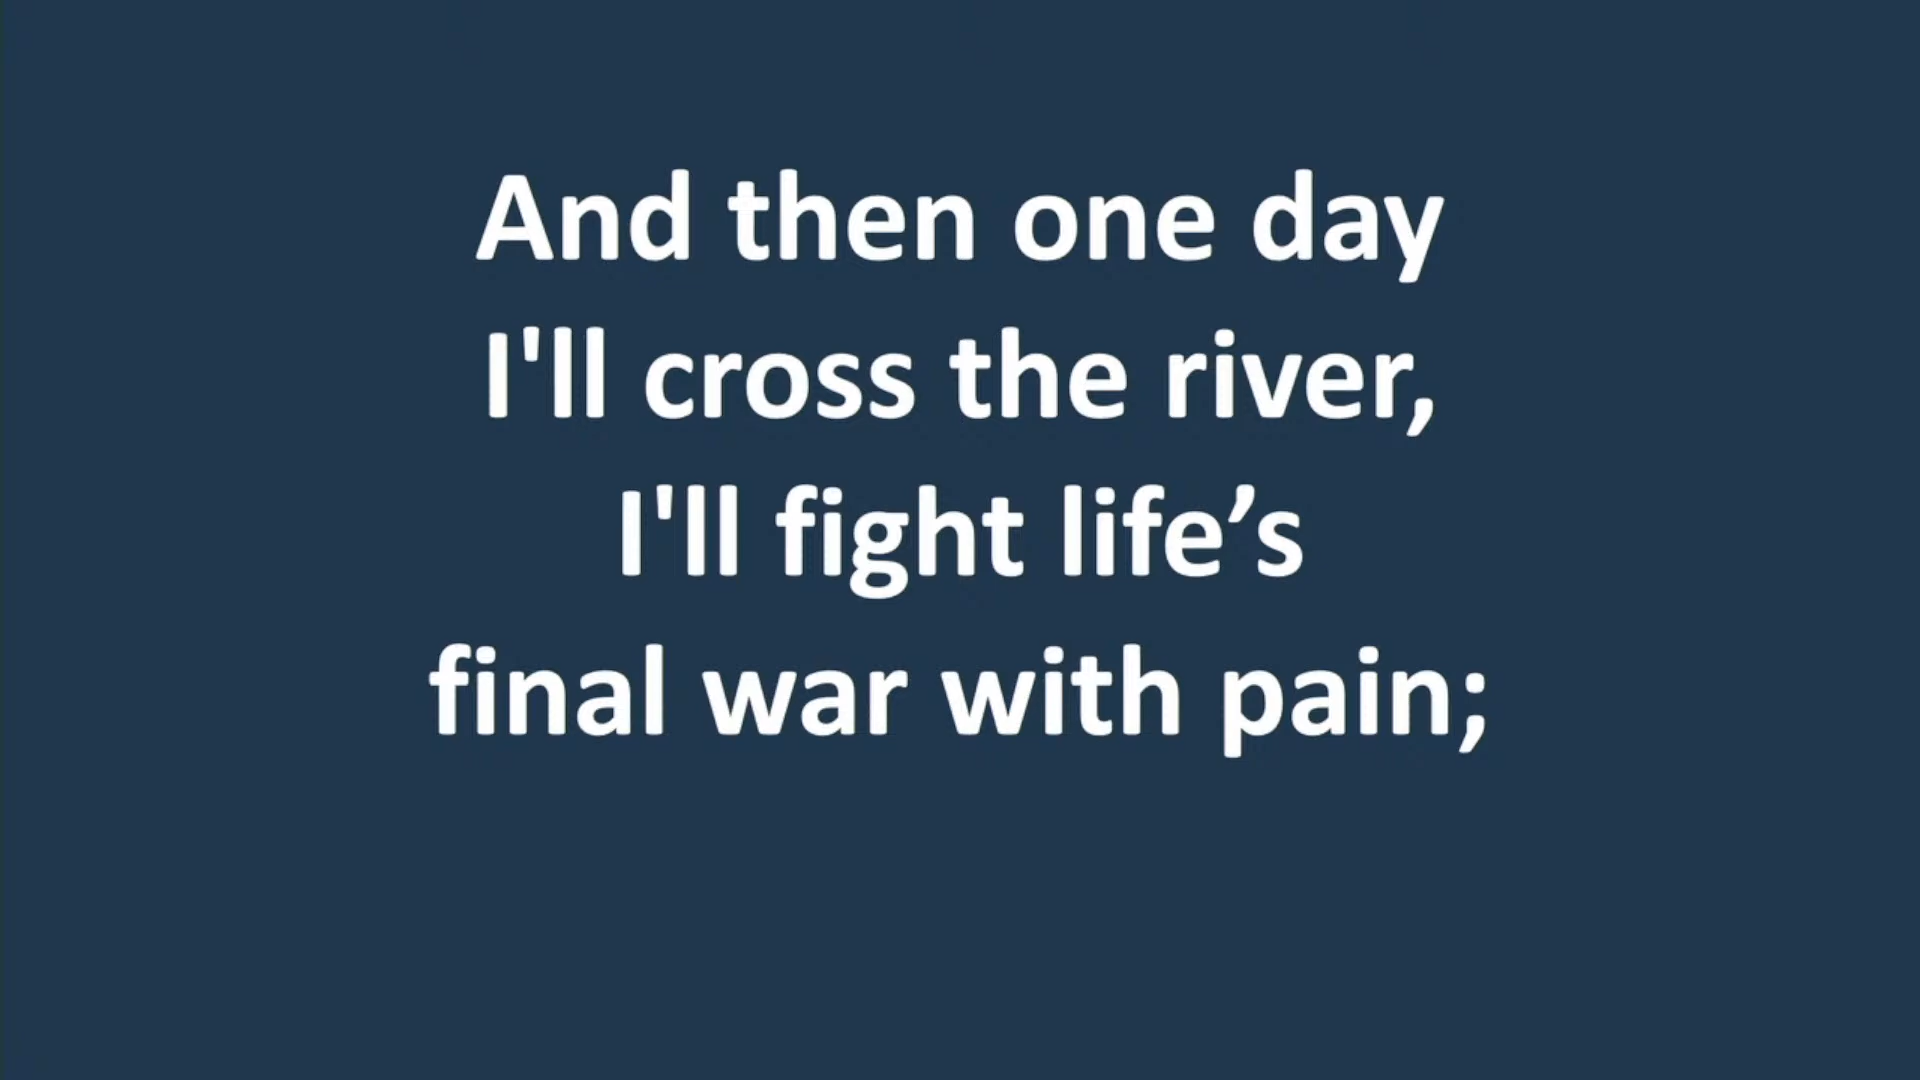 And then one day
I'll cross the river,
I'll fight life’s
final war with pain;